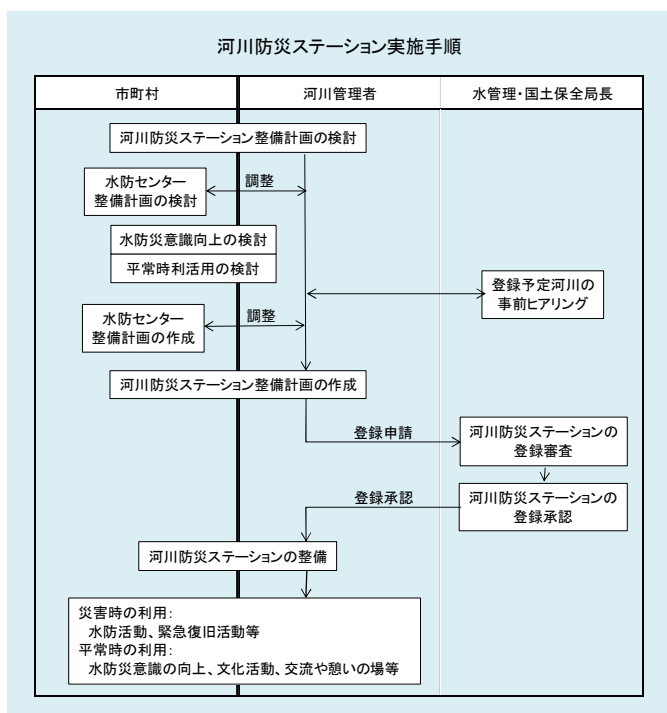 河川防災ステーション実施手順
市町村
河川管理者
水管理・国土保全局長
河川防災ステーション整備計画の検討
水防センター
整備計画の検討
調整
水防災意識向上の検討
平常時利活用の検討
登録予定河川の
事前ヒアリング
水防センター
整備計画の作成
調整
河川防災ステーション整備計画の作成
登録申請
河川防災ステーションの
登録審査
登録承認
河川防災ステーションの
登録承認
河川防災ステーションの整備
災害時の利用:
水防活動、緊急復旧活動等
平常時の利用:
水防災意識の向上、文化活動、交流や憩いの場等